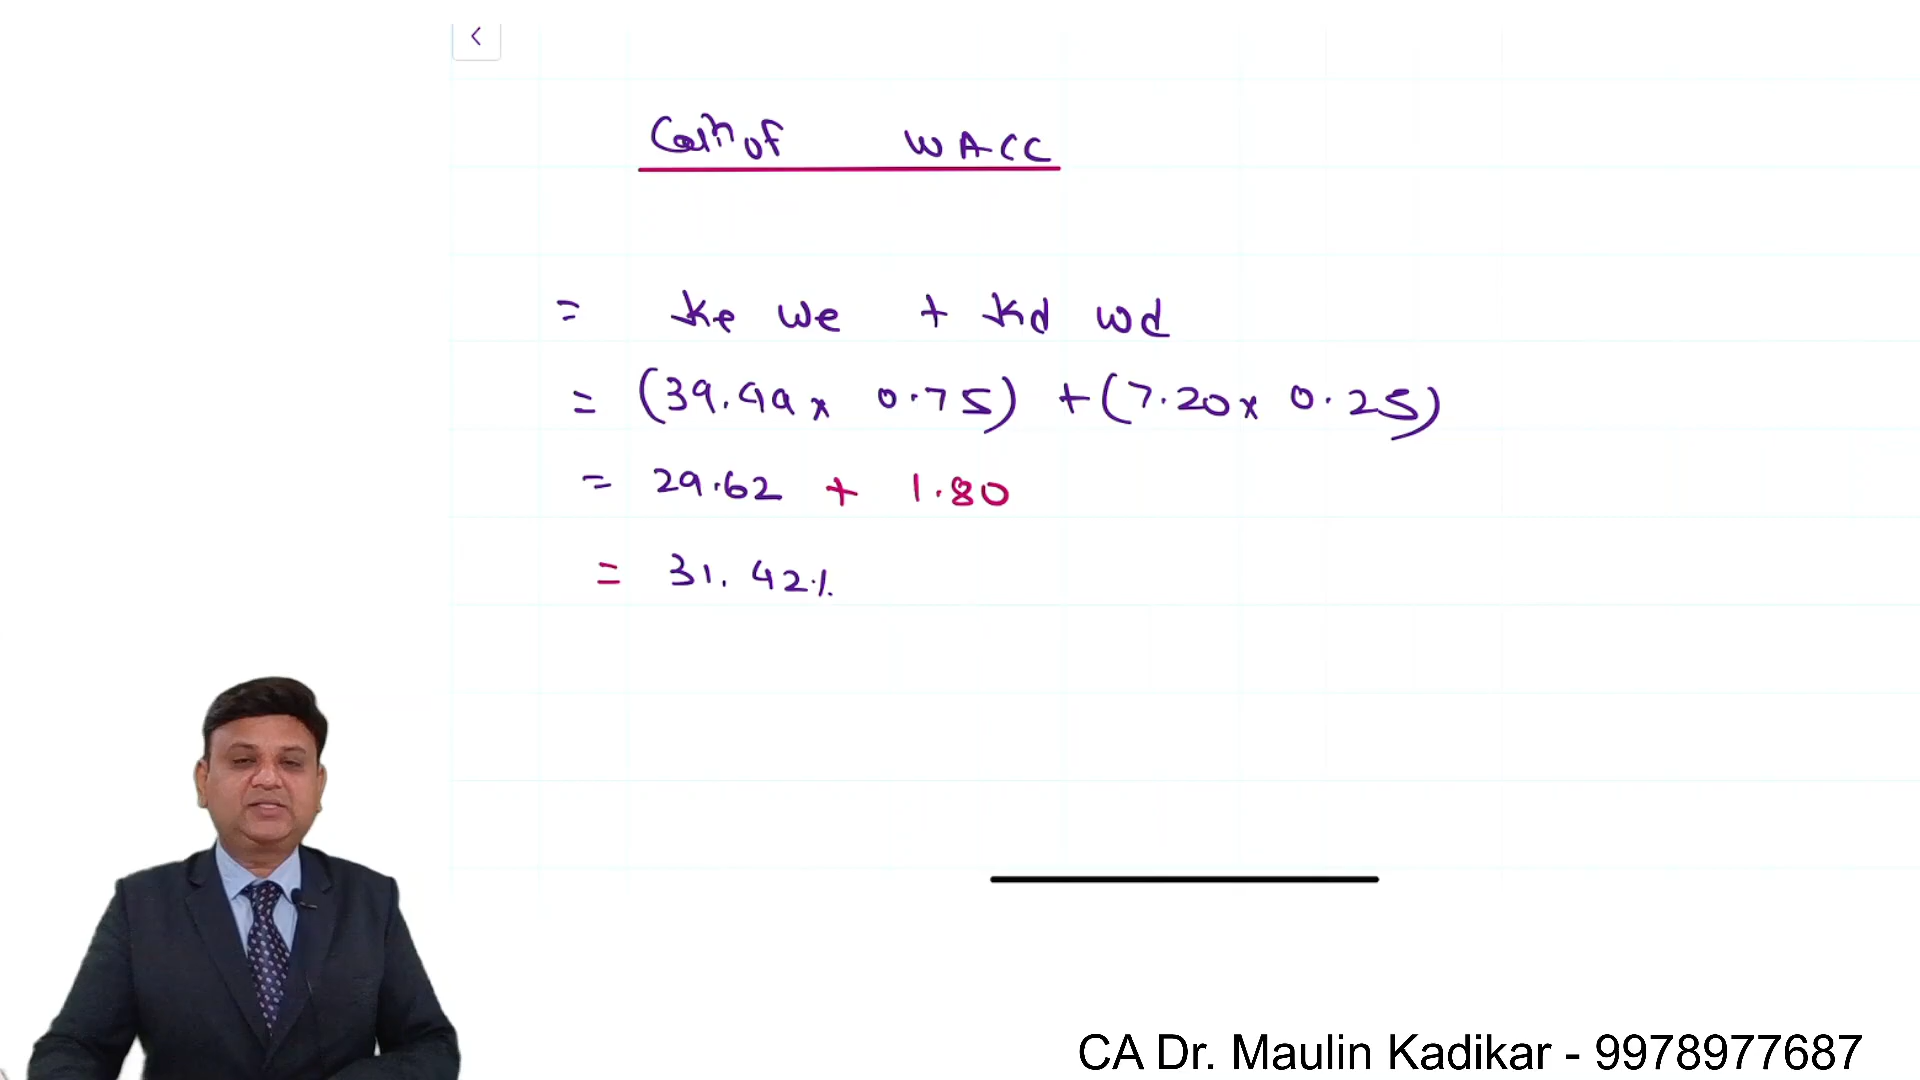 Caln of WACC
= Ke We + Kd Wd
= (39.49 x 0.75) + (7.20 x 0.25)
= 29.62 + 1.80
= 31.42%
CA Dr. Maulin Kadikar - 9978977687